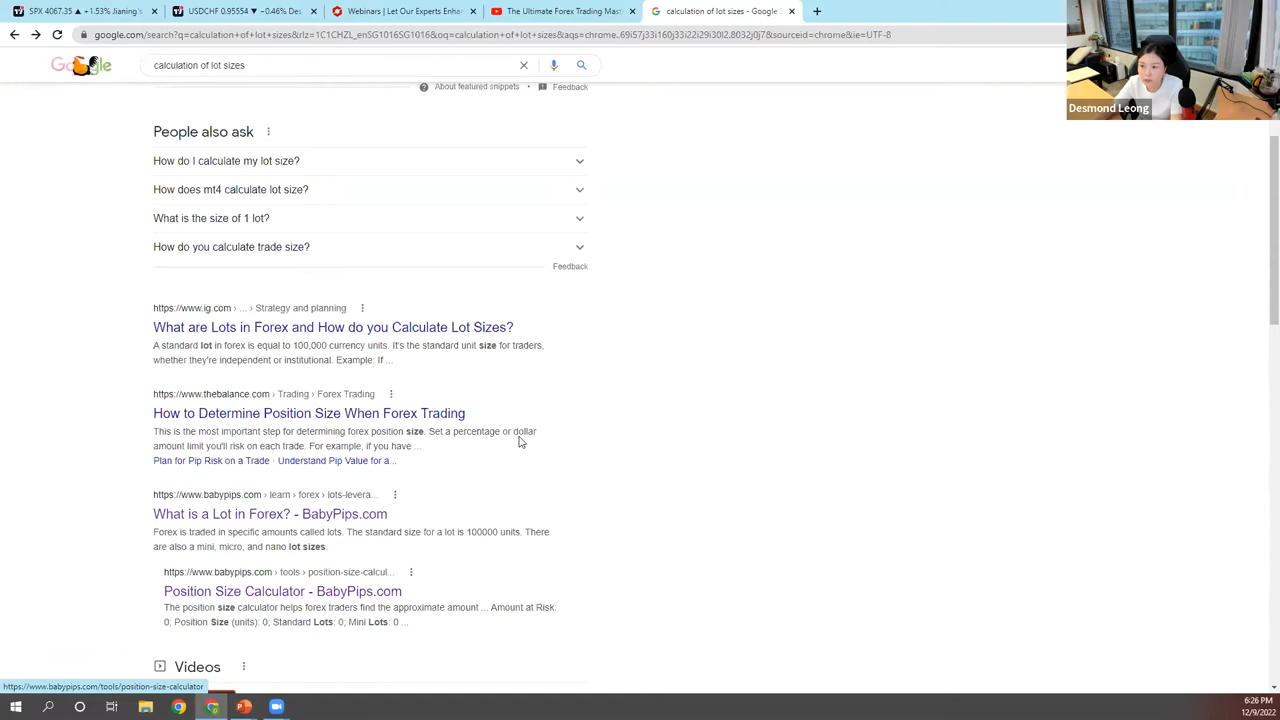 SPX 4067.35 ▲ +1.53% Jianing's
USDCHF 0.95554 ▼ −0.46% Des
Webinars | Let Our Experts Enha
The Ultimate Forex Trading Mast
calculation of lot sizes - Google S
google.com/search?q=calculation+of+lot+sizes&rlz=1C1CHZL_enSG1016SG1016&oq=calculation+of+lot+sizes&aqs=chrome..69i57j33i160j33i22i29i30l2.8032j0j7&sourceid=chrome&ie=UTF-8
calculation of lot sizes
About featured snippets • Feedback
Desmond Leong
People also ask
How do I calculate my lot size?
How does mt4 calculate lot size?
What is the size of 1 lot?
How do you calculate trade size?
Feedback
https://www.ig.com › ... › Strategy and planning
What are Lots in Forex and How do you Calculate Lot Sizes?
A standard lot in forex is equal to 100,000 currency units. It's the standard unit size for traders,
whether they're independent or institutional. Example: If ...
https://www.thebalance.com › Trading › Forex Trading
How to Determine Position Size When Forex Trading
This is the most important step for determining forex position size. Set a percentage or dollar
amount limit you'll risk on each trade. For example, if you have ...
Plan for Pip Risk on a Trade · Understand Pip Value for a...
https://www.babypips.com › learn › forex › lots-levera...
What is a Lot in Forex? - BabyPips.com
Forex is traded in specific amounts called lots. The standard size for a lot is 100000 units. There
are also a mini, micro, and nano lot sizes.
https://www.babypips.com › tools › position-size-calcul...
Position Size Calculator - BabyPips.com
The position size calculator helps forex traders find the approximate amount ... Amount at Risk:
0; Position Size (units): 0; Standard Lots: 0; Mini Lots: 0 ...
Videos
https://www.babypips.com/tools/position-size-calculator
6:26 PM
12/9/2022